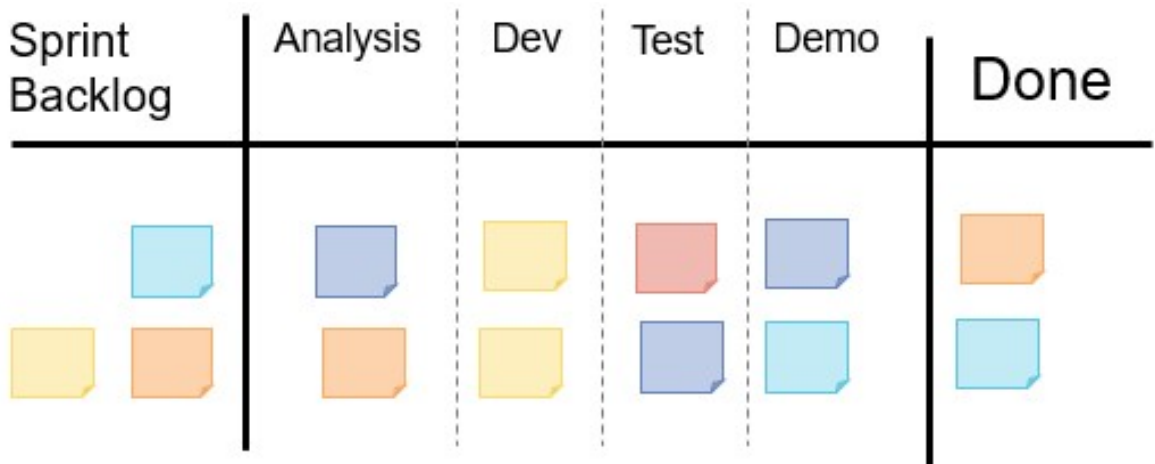 Sprint
Backlog
Analysis
Dev
Test
Demo
Done